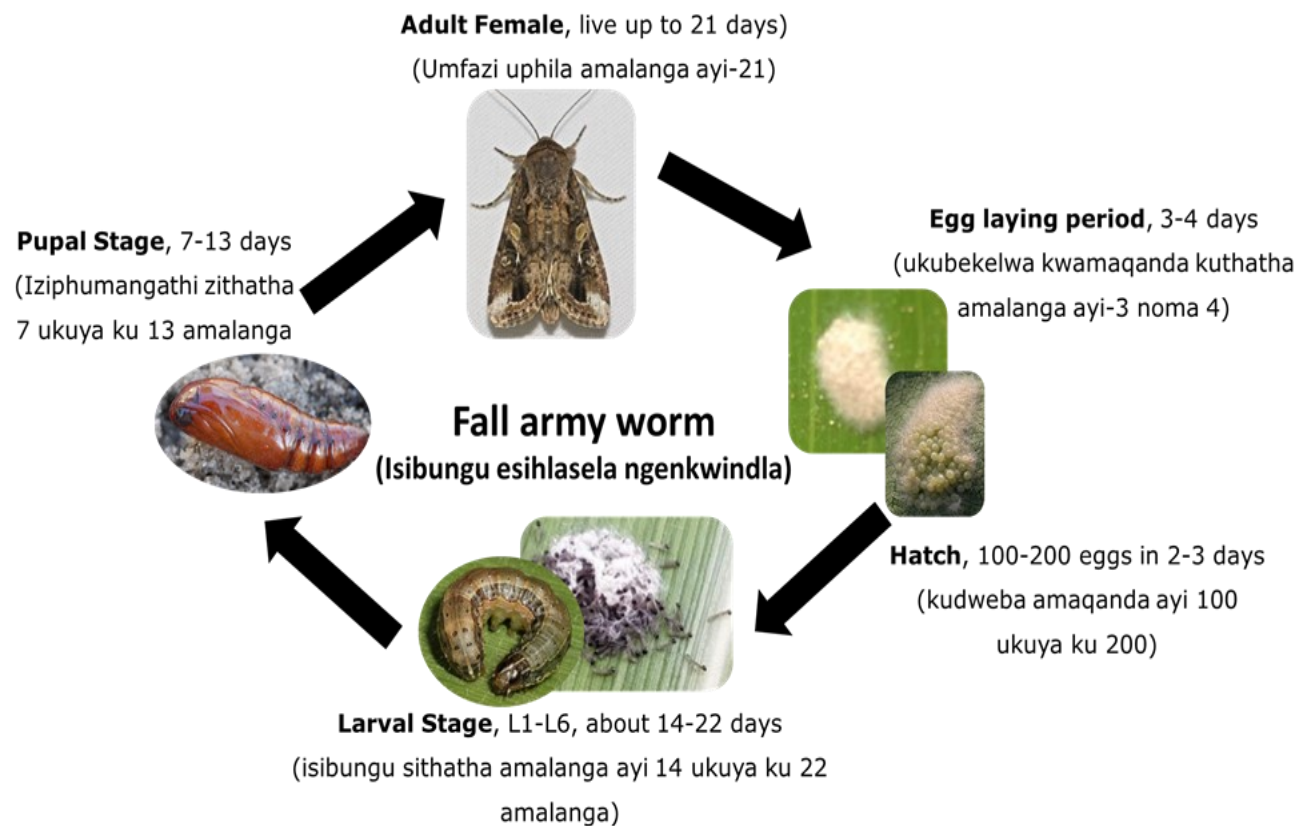 Adult Female, live up to 21 days)
(Umfazi uphila amalanga ayi-21)
Egg laying period, 3-4 days
(ukubekelwa kwamaqanda kuthatha
amalanga ayi-3 noma 4)
Hatch, 100-200 eggs in 2-3 days
(kudweba amaqanda ayi 100
ukuya ku 200)
Larval Stage, L1-L6, about 14-22 days
(isibungu sithatha amalanga ayi 14 ukuya ku 22
amalanga)
Pupal Stage, 7-13 days
(Iziphumangathi zithatha
7 ukuya ku 13 amalanga
Fall army worm
(Isibungu esihlasela ngenkwindla)